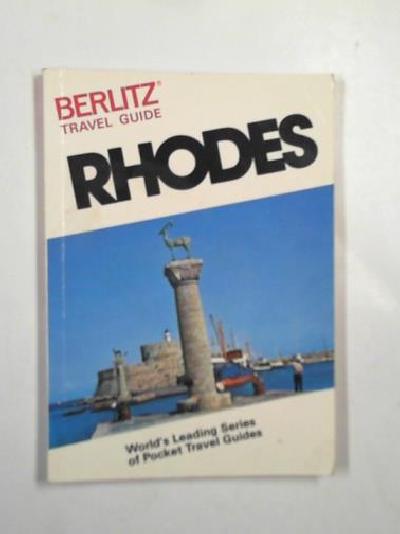 BERLITZ®
TRAVEL GUIDE
RHODES
World's Leading Series
of Pocket Travel Guides